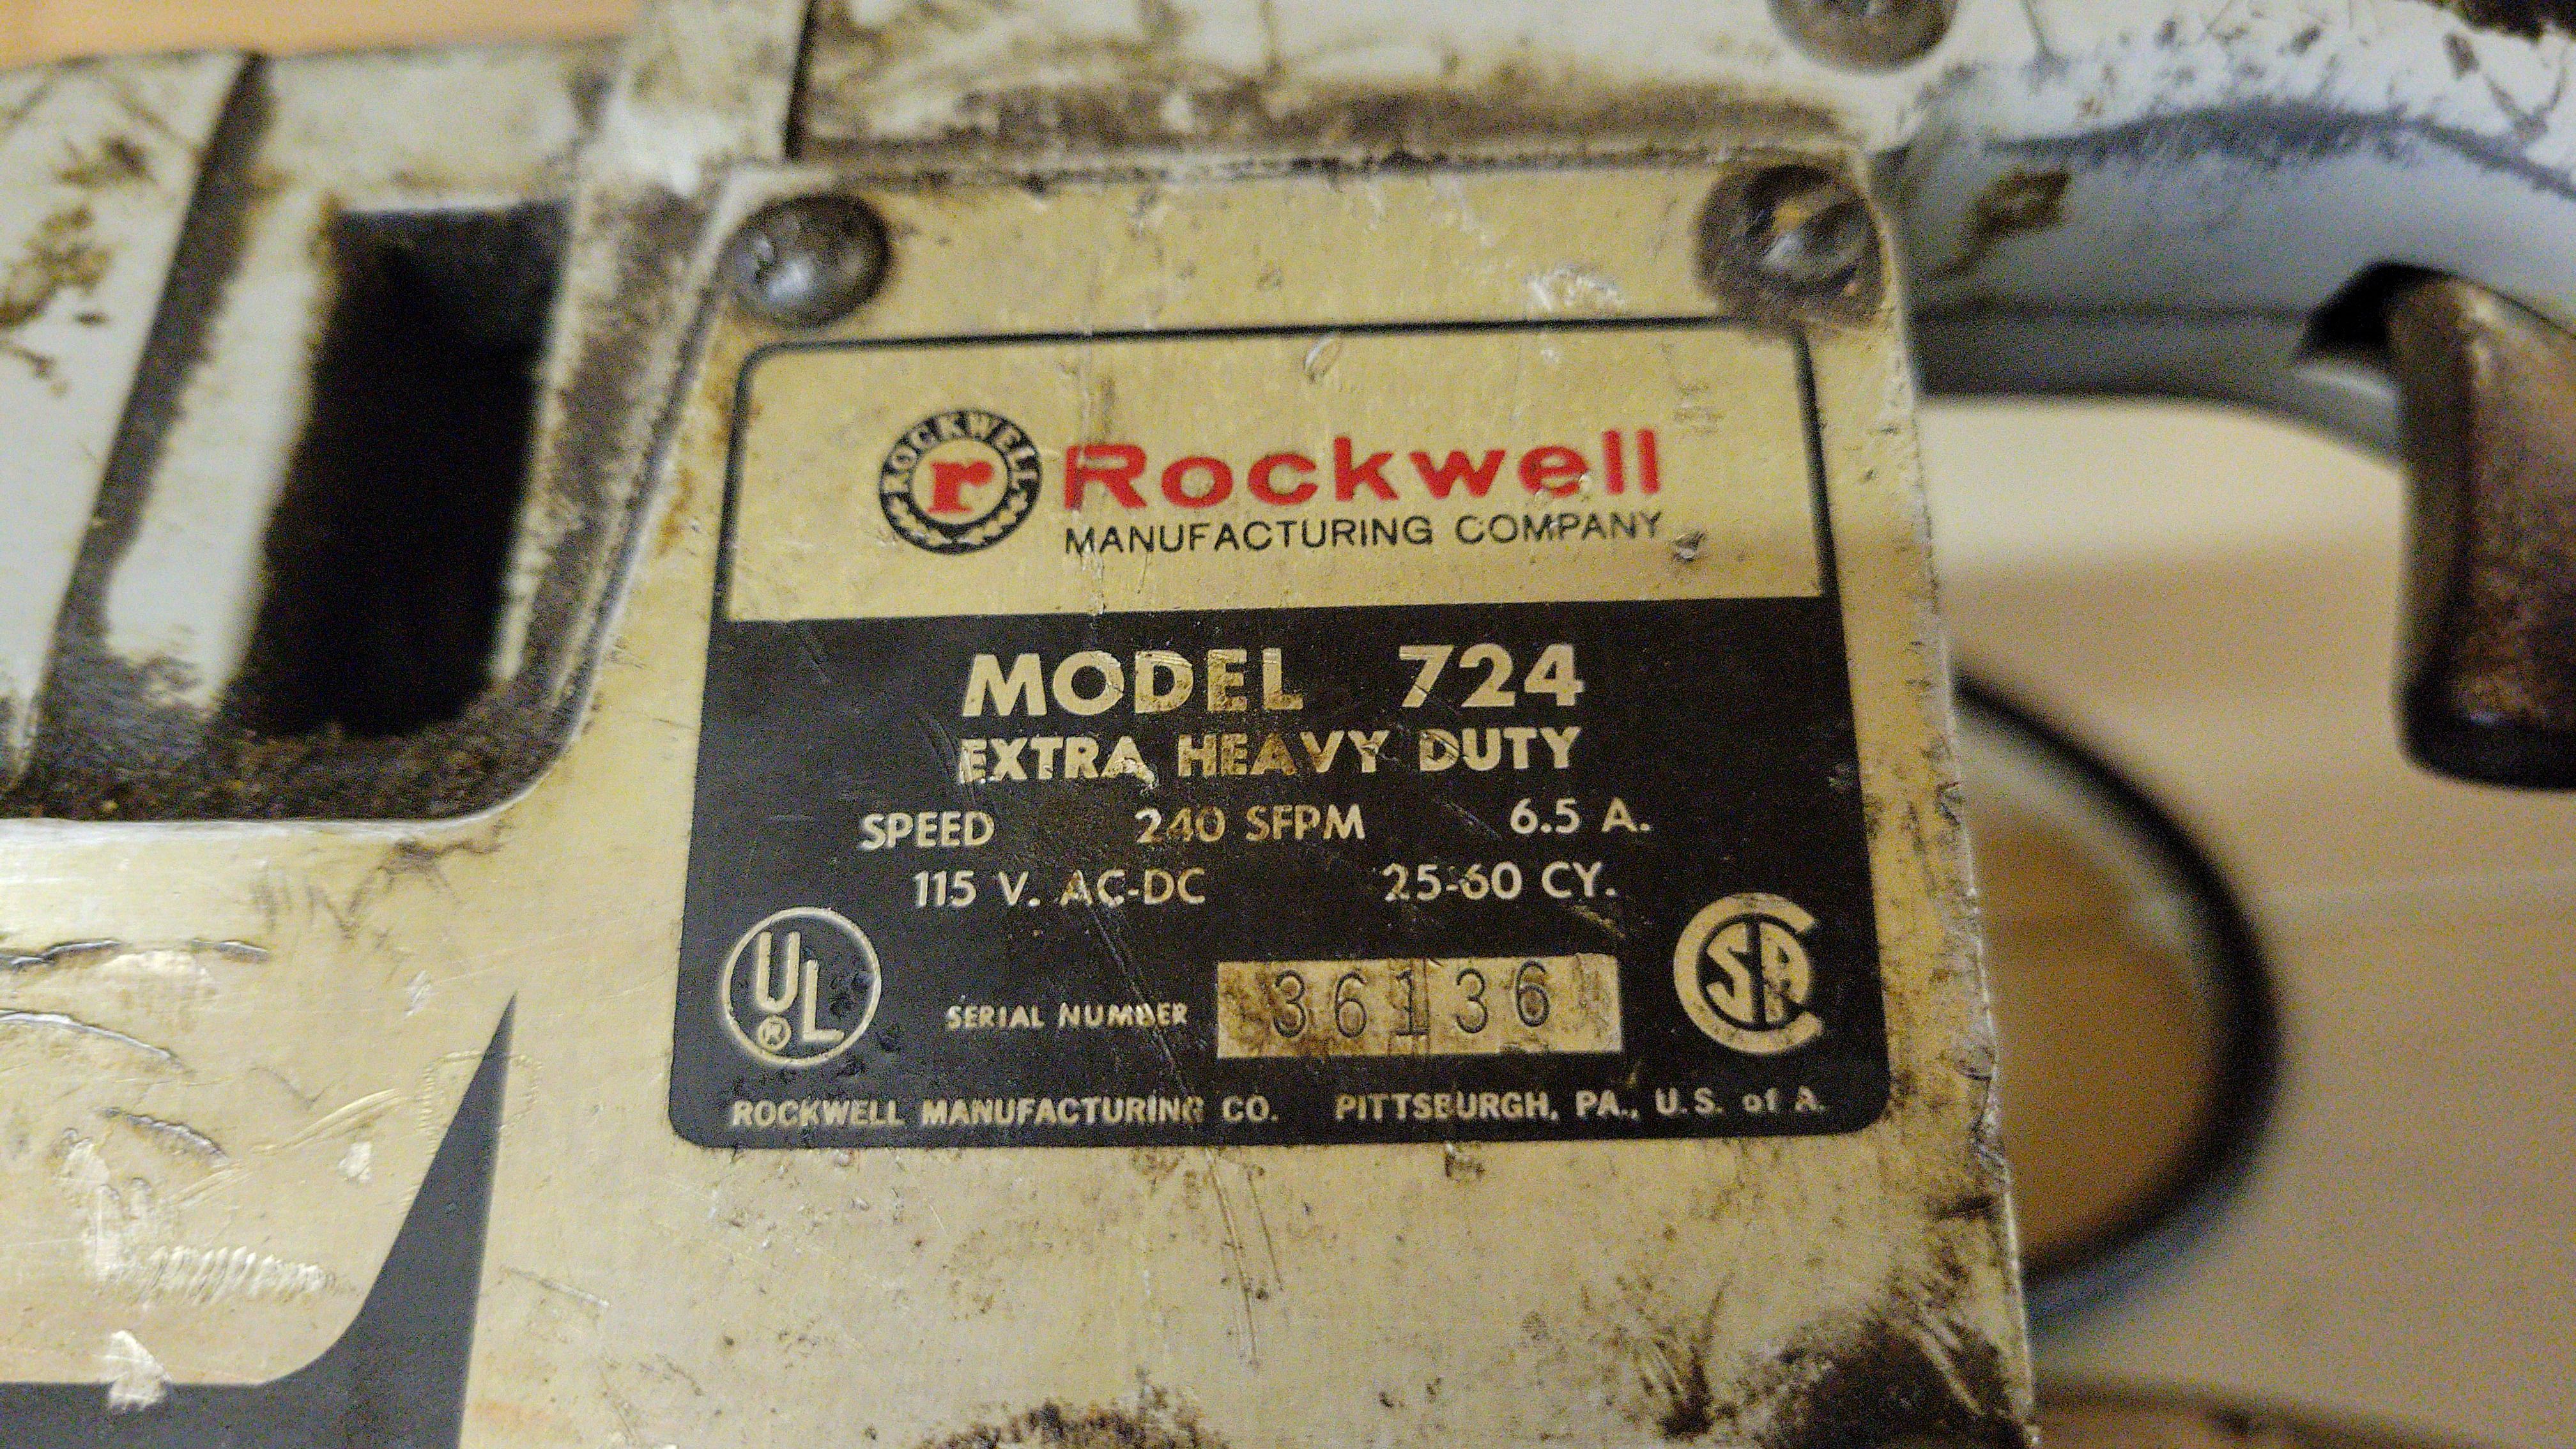 ROCKWELL
r
Rockwell
MANUFACTURING COMPANY
MODEL 724
EXTRA HEAVY DUTY
SPEED 240 SFPM 6.5 A.
115 V. AC-DC 25-60 CY.
UL
®
SERIAL NUMBER 36136
CSA
ROCKWELL MANUFACTURING CO. PITTSBURGH, PA., U.S. of A.